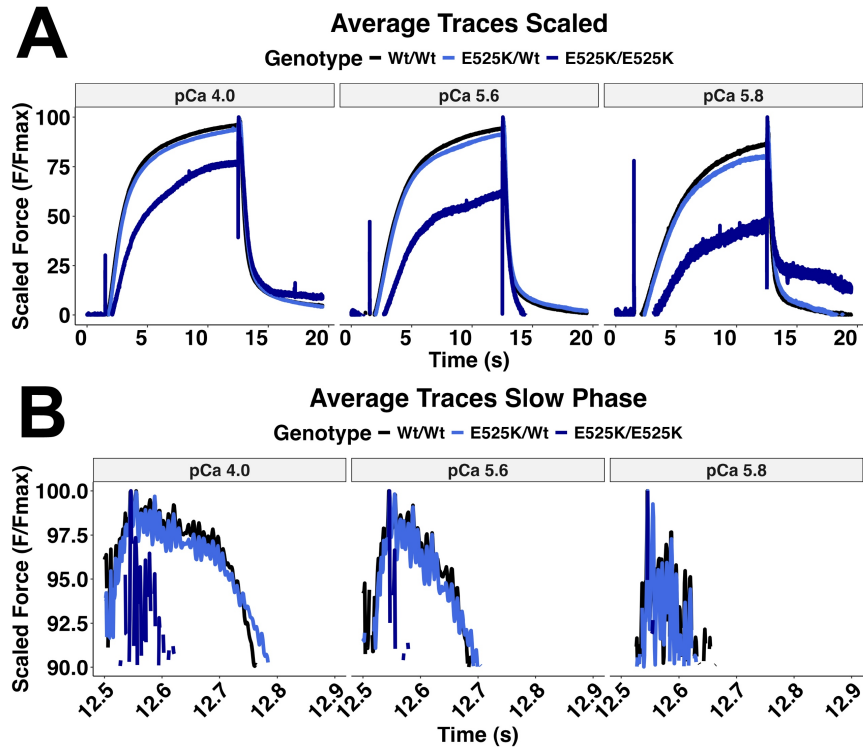 A
Average Traces Scaled
Genotype Wt/Wt E525K/Wt E525K/E525K
pCa 4.0 pCa 5.6 pCa 5.8
Scaled Force (F/Fmax)
100
75
50
25
0
0 5 10 15 20 0 5 10 15 20 0 5 10 15 20
Time (s)
B
Average Traces Slow Phase
Genotype Wt/Wt E525K/Wt E525K/E525K
pCa 4.0 pCa 5.6 pCa 5.8
Scaled Force (F/Fmax)
100.0
97.5
95.0
92.5
90.0
12.5 12.6 12.7 12.8 12.9 12.5 12.6 12.7 12.8 12.9 12.5 12.6 12.7 12.8 12.9
Time (s)